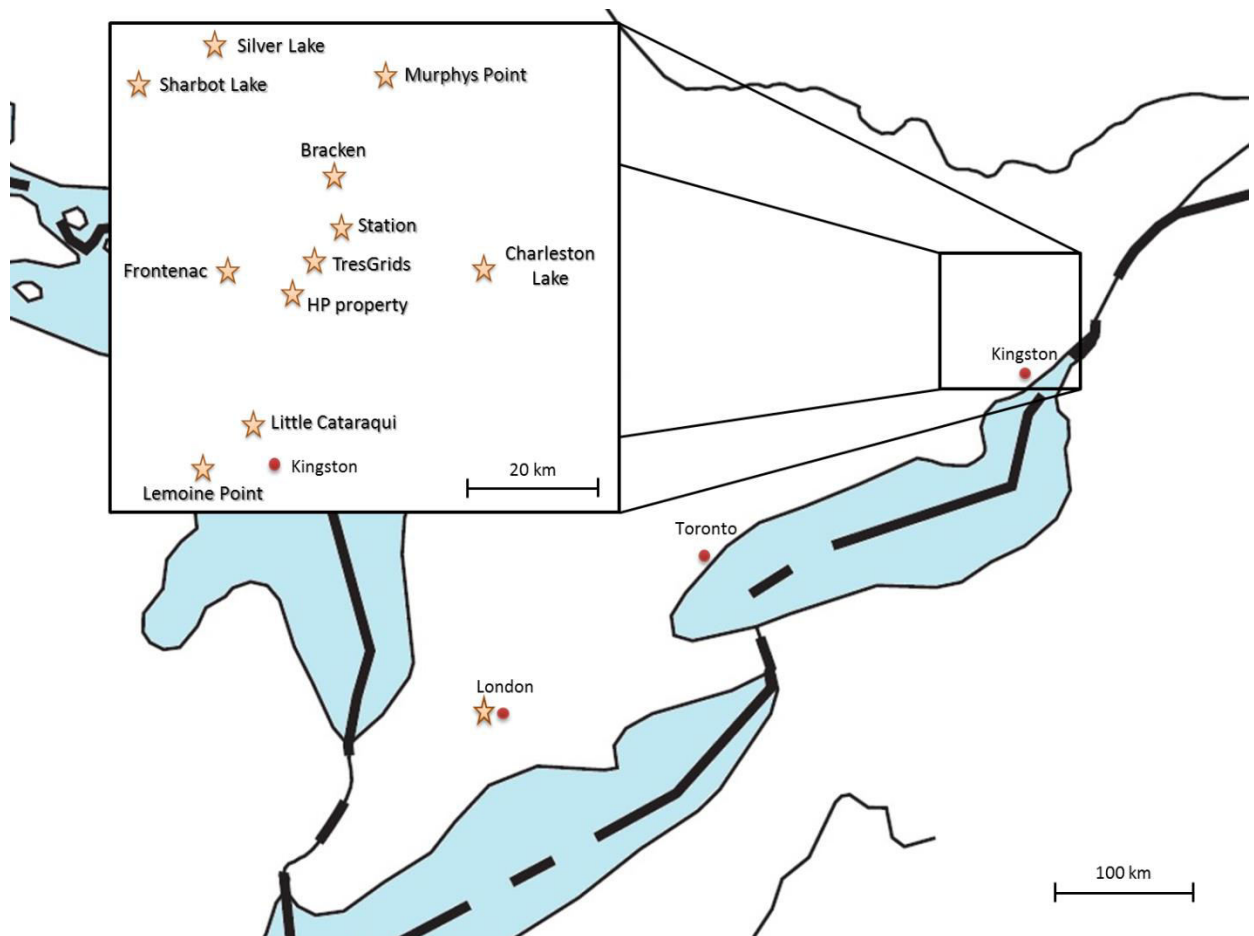 Silver Lake
Sharbot Lake
Murphys Point
Bracken
Station
Frontenac
TresGrids
Charleston
Lake
HP property
Little Cataraqui
Kingston
20 km
Lemoine Point
Kingston
Toronto
London
100 km